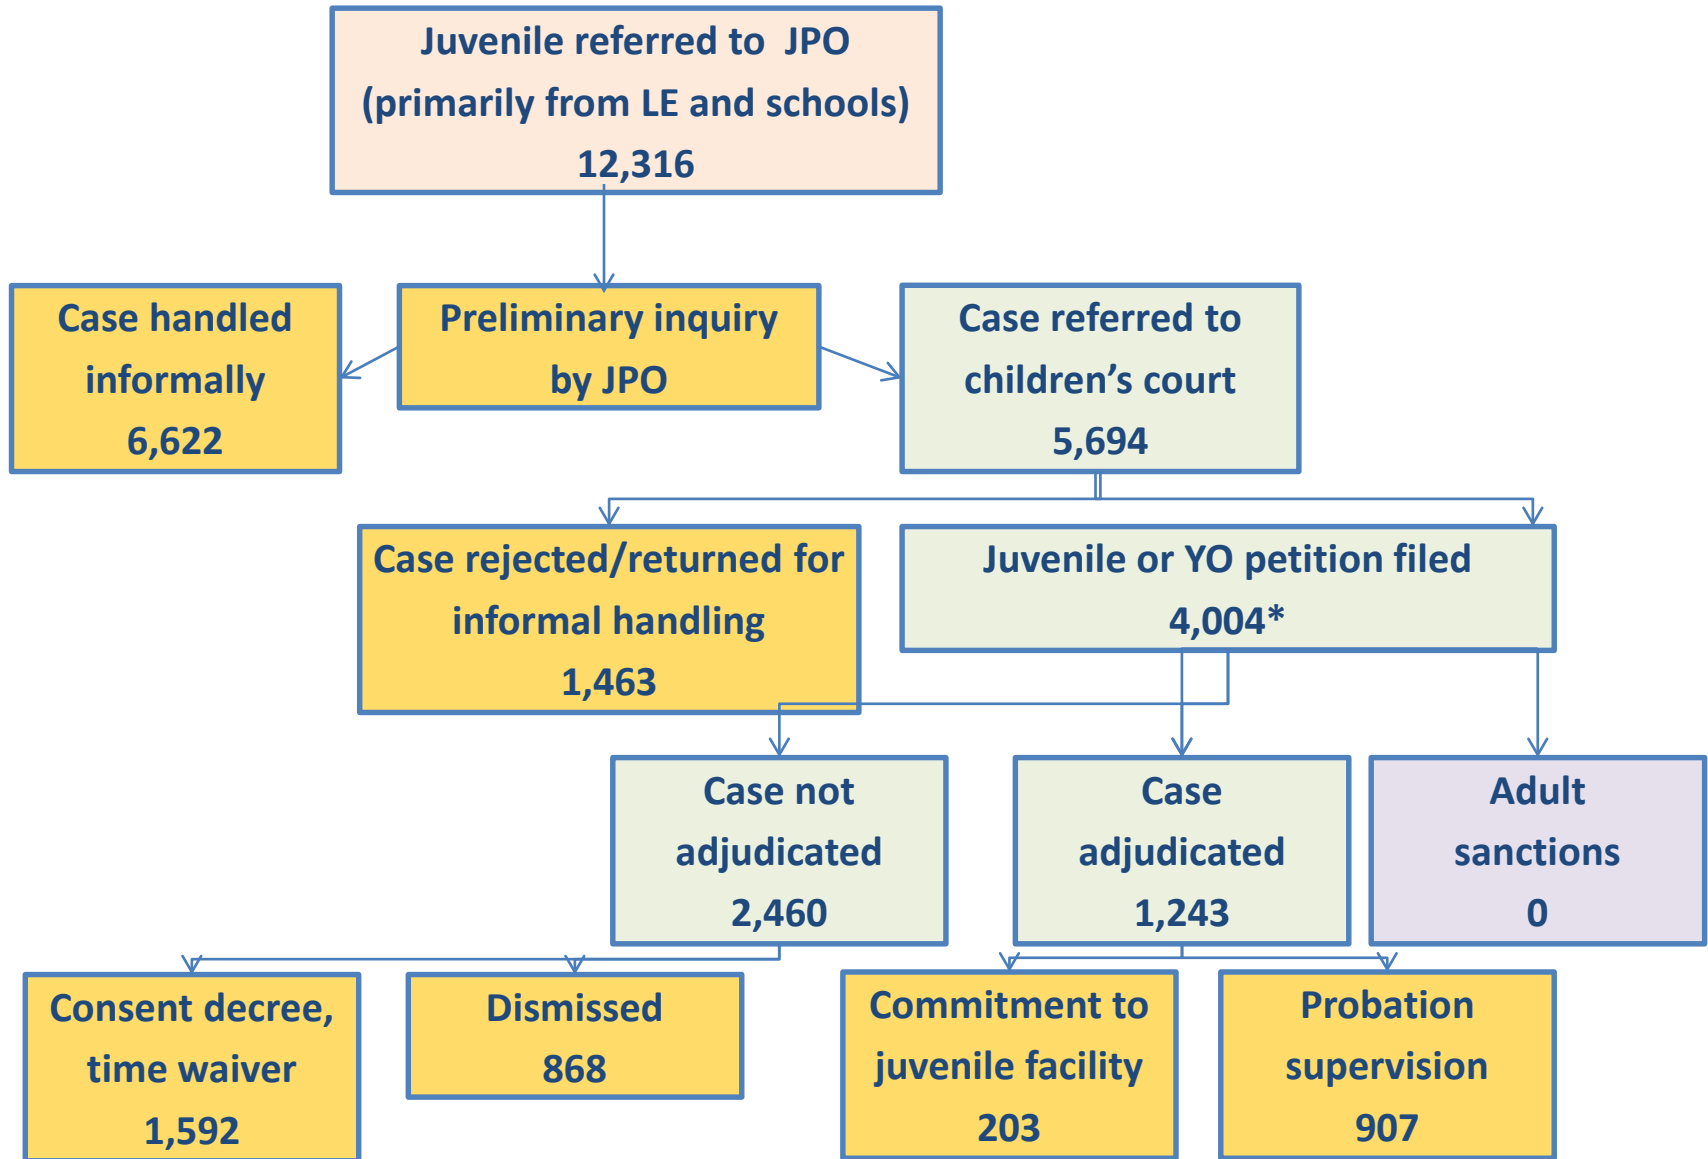 Juvenile referred to JPO
(primarily from LE and schools)
12,316
Case handled
informally
6,622
Preliminary inquiry
by JPO
Case referred to
children’s court
5,694
Case rejected/returned for
informal handling
1,463
Juvenile or YO petition filed
4,004*
Case not
adjudicated
2,460
Case
adjudicated
1,243
Adult
sanctions
0
Consent decree,
time waiver
1,592
Dismissed
868
Commitment to
juvenile facility
203
Probation
supervision
907